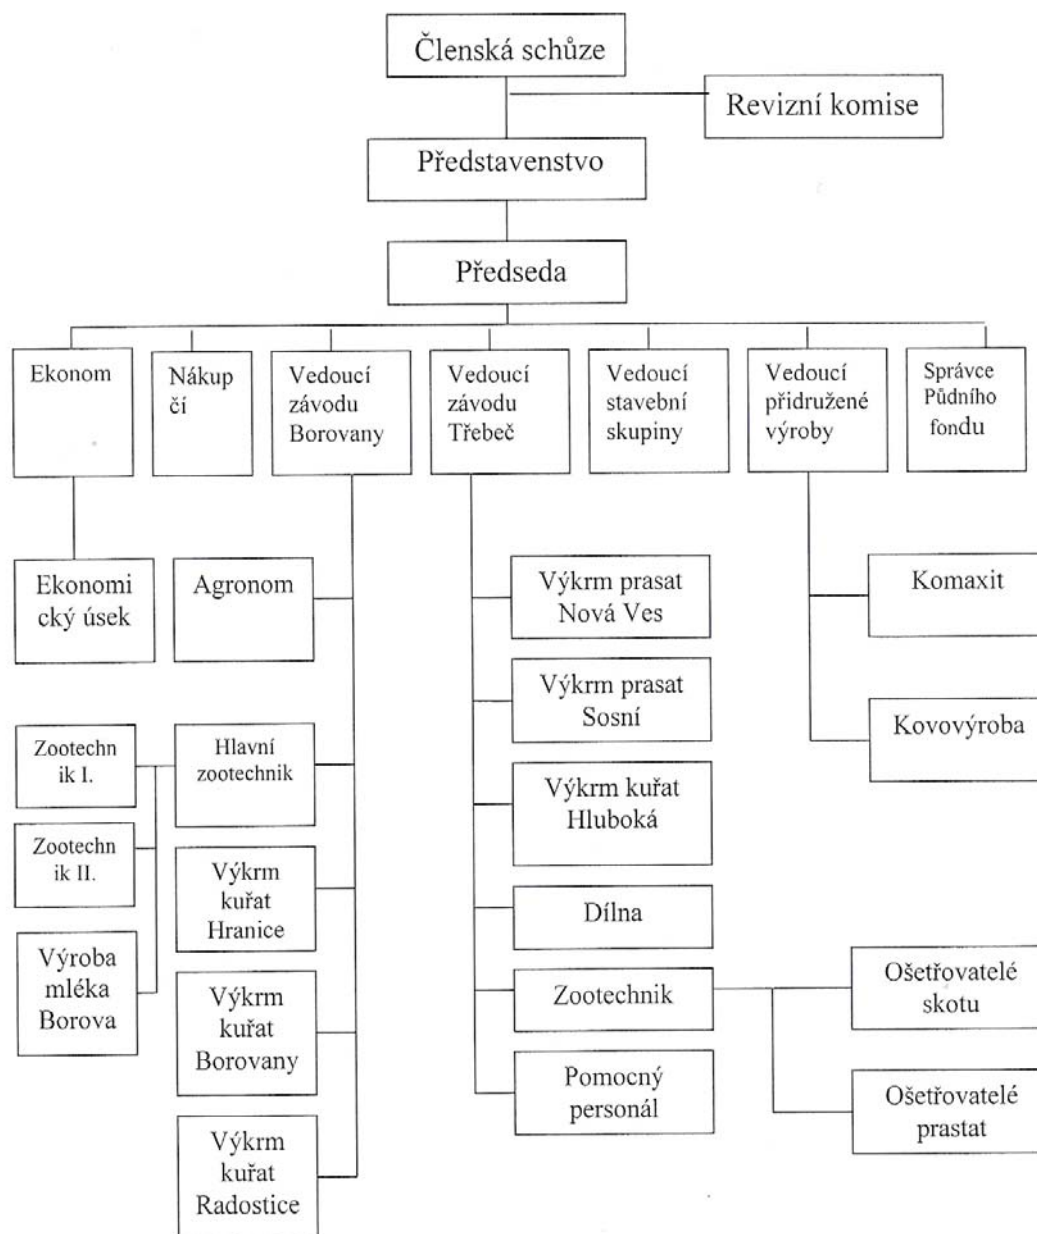 Členská schůze
Revizní komise
Představenstvo
Předseda
Ekonom
Nákup
čí
Vedoucí
závodu
Borovany
Vedoucí
závodu
Třebeč
Vedoucí
stavební
skupiny
Vedoucí
přidružené
výroby
Správce
Půdního
fondu
Ekonomi
cký úsek
Agronom
Výkrm prasat
Nová Ves
Komaxit
Výkrm prasat
Sosní
Kovovýroba
Zootechn
ik I.
Hlavní
zootechnik
Výkrm kuřat
Hluboká
Zootechn
ik II.
Výkrm
kuřat
Hranice
Dílna
Výroba
mléka
Borova
Výkrm
kuřat
Borovany
Zootechnik
Ošetřovatelé
skotu
Pomocný
personál
Ošetřovatelé
prastat
Výkrm
kuřat
Radostice